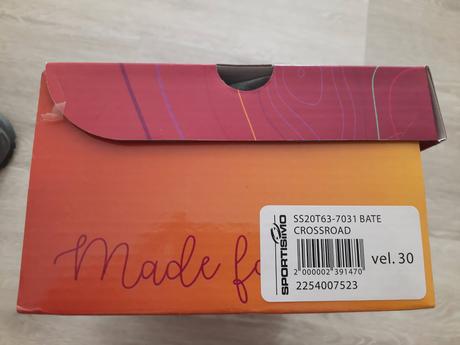 SS20T63-7031 BATE
CROSSROAD
SPORTISIMO
2 000002 391470
vel. 30
2254007523
Made fo